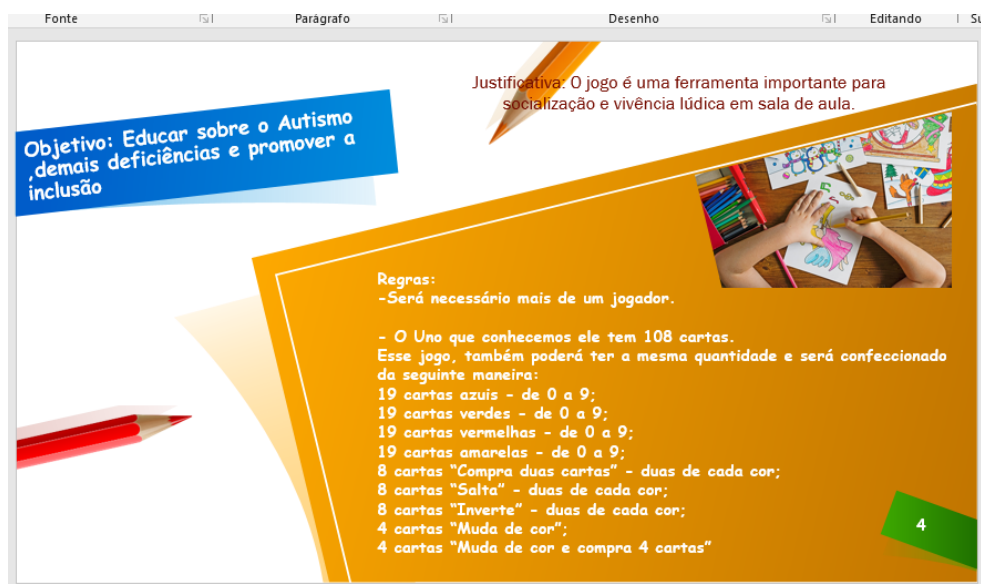 Fonte Parágrafo Desenho Editando
Justificativa: O jogo é uma ferramenta importante para
socialização e vivência lúdica em sala de aula.
Objetivo: Educar sobre o Autismo
,demais deficiências e promover a
inclusão
Regras:
-Será necessário mais de um jogador.
- O Uno que conhecemos ele tem 108 cartas.
Esse jogo, também poderá ter a mesma quantidade e será confeccionado
da seguinte maneira:
19 cartas azuis - de 0 a 9;
19 cartas verdes - de 0 a 9;
19 cartas vermelhas - de 0 a 9;
19 cartas amarelas - de 0 a 9;
8 cartas “Compra duas cartas” - duas de cada cor;
8 cartas “Salta” - duas de cada cor;
8 cartas “Inverte” - duas de cada cor;
4 cartas “Muda de cor”;
4 cartas “Muda de cor e compra 4 cartas”
4